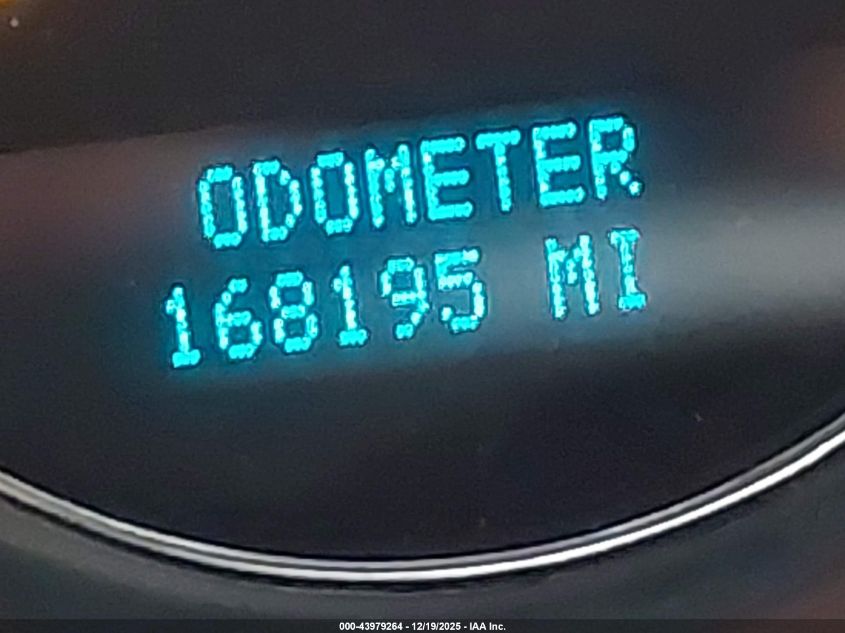 ODOMETER
168195 MI
000-43979264 - 12/19/2025 - IAA Inc.